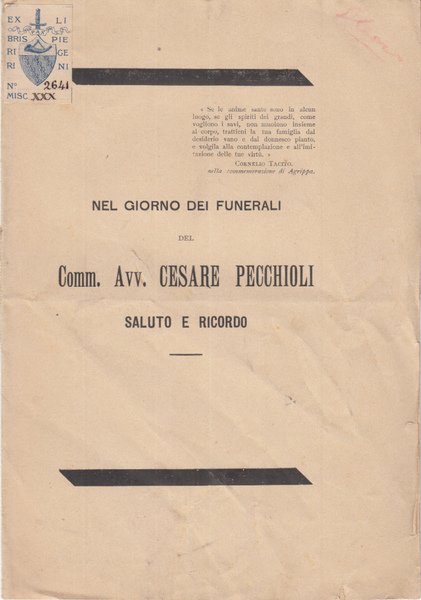 EX LI
BRIS PIE
RI GE
RI NI
N° 2641
MISC. XXX
« Se le anime sante sono in alcun
luogo, se gli spiriti dei grandi, come
vogliono i savi, non muoiono insieme
al corpo, trattieni la tua famiglia dal
desiderio vano e dal donnesco pianto,
e volgila alla contemplazione e all'imi-
tazione delle tue virtù. »
CORNELIO TACITO.
nella commemorazione di Agrippa.
NEL GIORNO DEI FUNERALI
DEL
Comm. Avv. CESARE PECCHIOLI
SALUTO E RICORDO